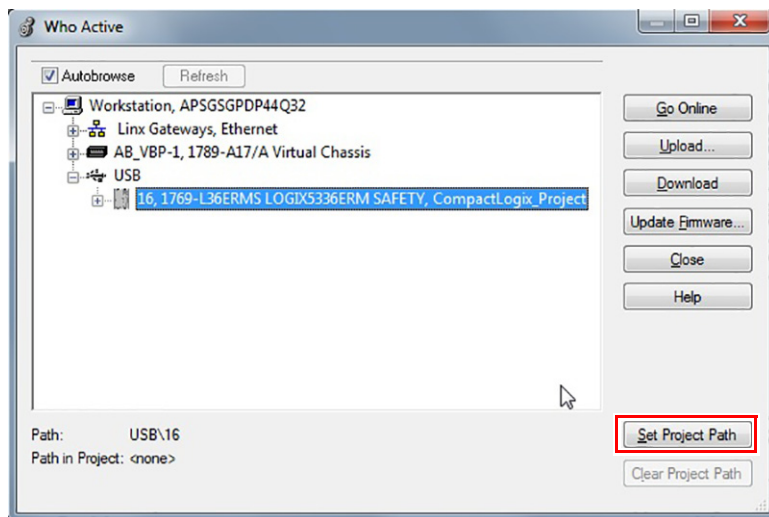 Who Active
Autobrowse
Refresh
Workstation, APSGSGPDP44Q32
Linx Gateways, Ethernet
AB_VBP-1, 1789-A17/A Virtual Chassis
USB
16, 1769-L36ERMS LOGIX5336ERM SAFETY, CompactLogix_Project
Go Online
Upload...
Download
Update Firmware...
Close
Help
Path: USB\16
Path in Project: <none>
Set Project Path
Clear Project Path